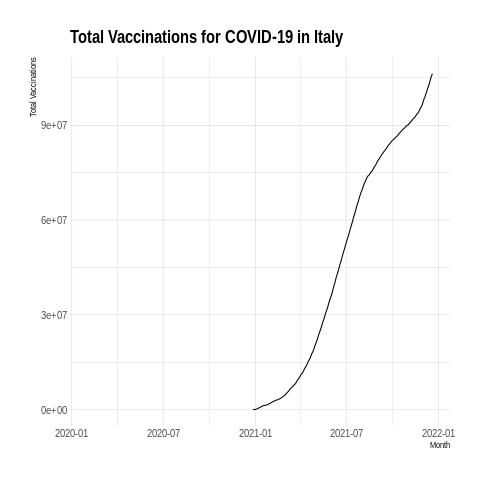 Total Vaccinations for COVID-19 in Italy
Total Vaccinations
9e+07
6e+07
3e+07
0e+00
2020-01 2020-07 2021-01 2021-07 2022-01
Month